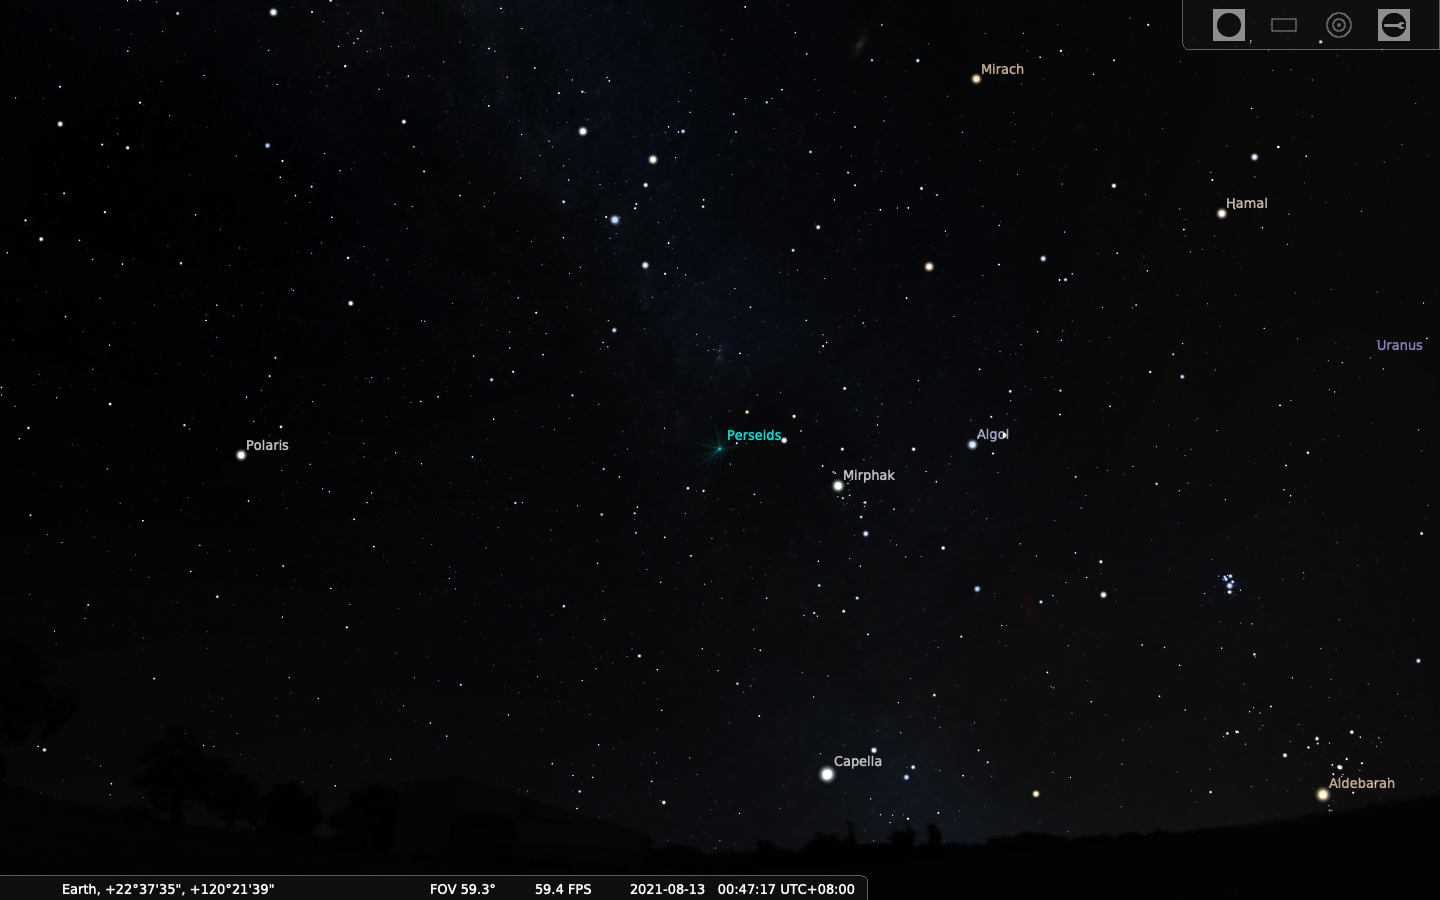 Mirach
Hamal
Uranus
Perseids
Algol
Polaris
Mirphak
Capella
Aldebaran
Earth, +22°37'35", +120°21'39" FOV 59.3° 59.4 FPS 2021-08-13 00:47:17 UTC+08:00